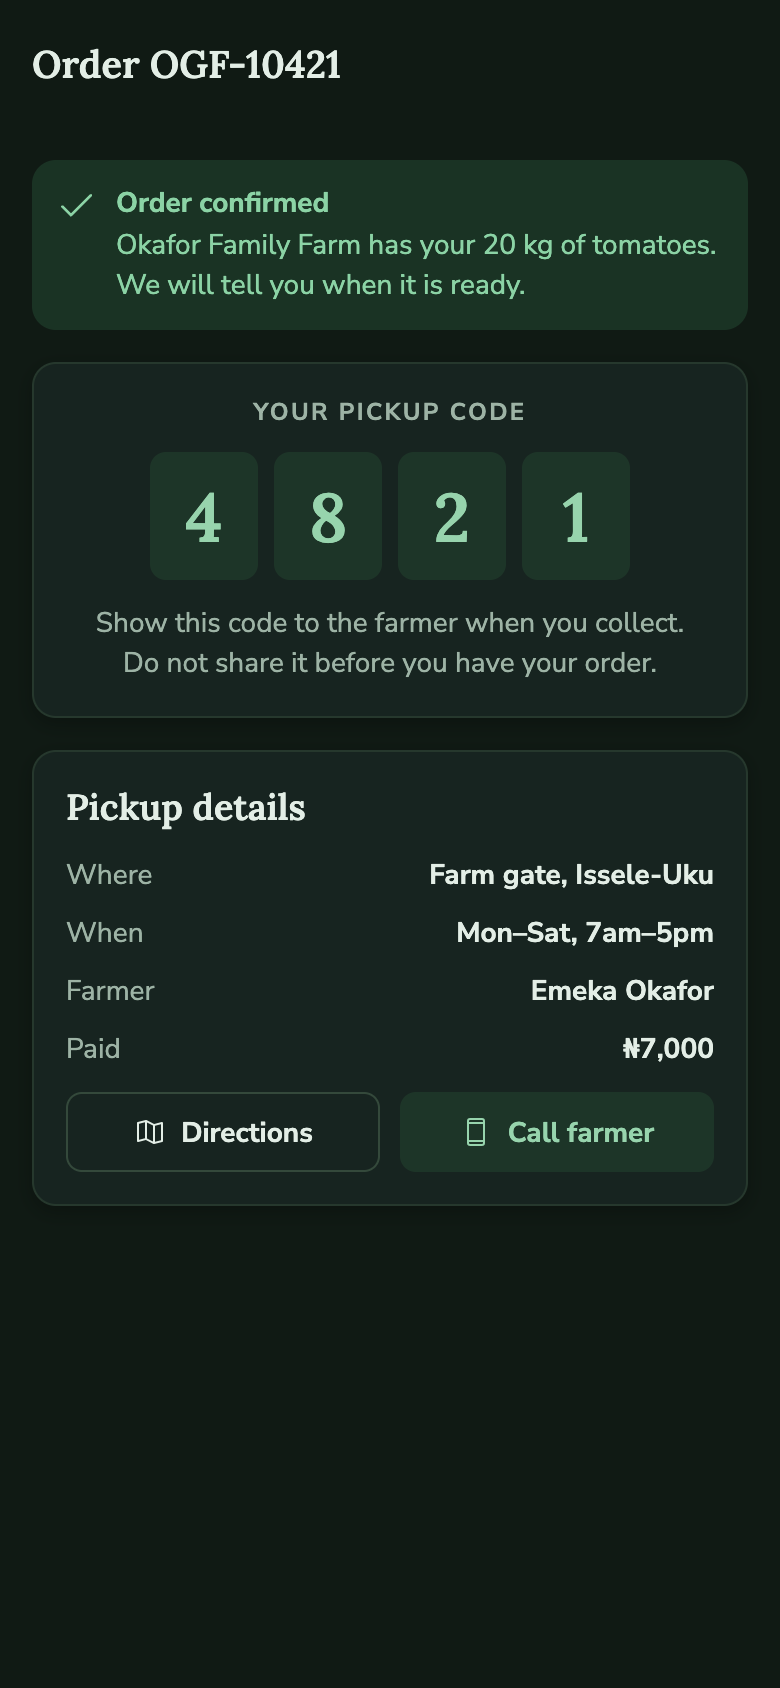 Order OGF-10421
Order confirmed
Okafor Family Farm has your 20 kg of tomatoes.
We will tell you when it is ready.
YOUR PICKUP CODE
4 8 2 1
Show this code to the farmer when you collect.
Do not share it before you have your order.
Pickup details
Where Farm gate, Issele-Uku
When Mon–Sat, 7am–5pm
Farmer Emeka Okafor
Paid ₦7,000
Directions Call farmer